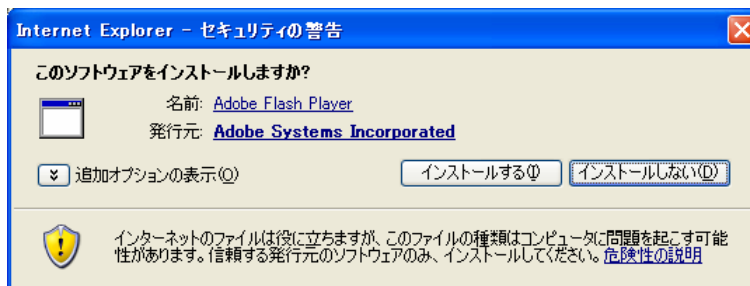 Internet Explorer - セキュリティの警告
このソフトウェアをインストールしますか?
名前: Adobe Flash Player
発行元: Adobe Systems Incorporated
追加オプションの表示(O)
インストールする(I)
インストールしない(D)
インターネットのファイルは役に立ちますが、このファイルの種類はコンピュータに問題を起こす可能
性があります。信頼する発行元のソフトウェアのみ、インストールしてください。危険性の説明